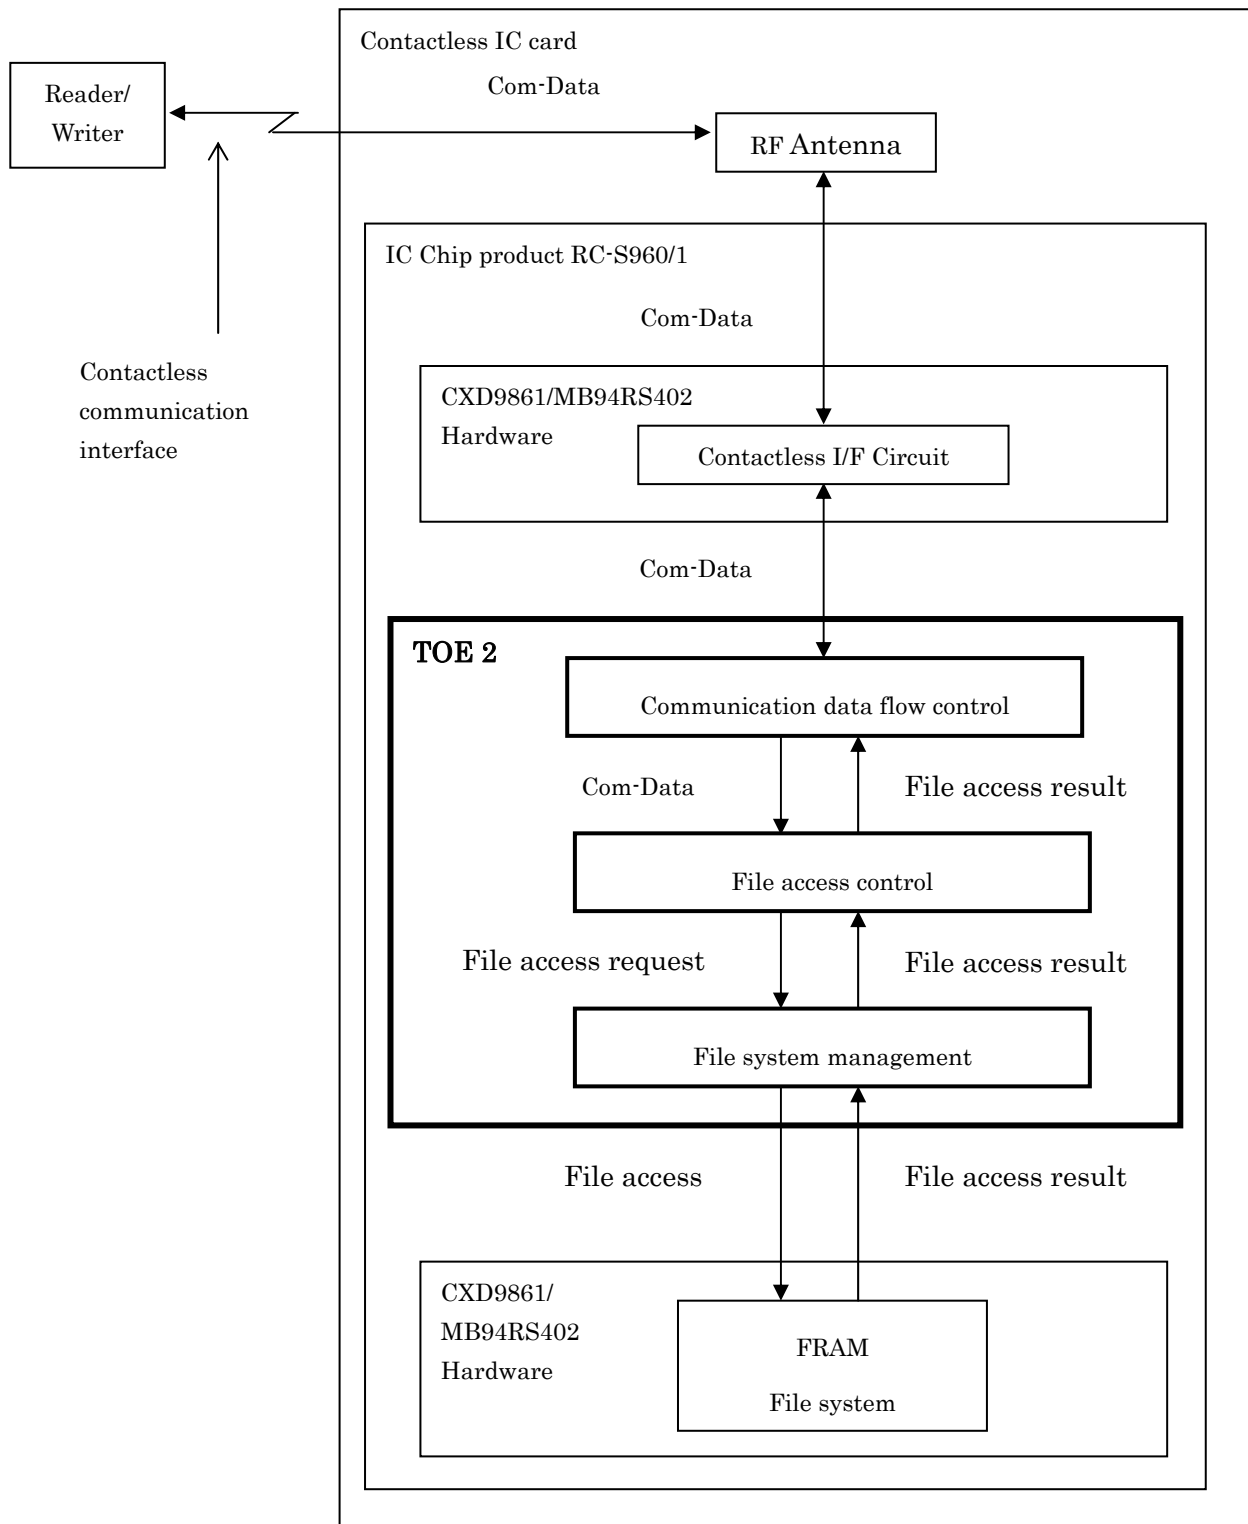 Contactless IC card
Reader/
Writer
Com-Data
RF Antenna
IC Chip product RC-S960/1
Com-Data
Contactless
communication
interface
CXD9861/MB94RS402
Hardware
Contactless I/F Circuit
Com-Data
TOE 2
Communication data flow control
Com-Data
File access result
File access control
File access request
File access result
File system management
File access
File access result
CXD9861/
MB94RS402
Hardware
FRAM
File system